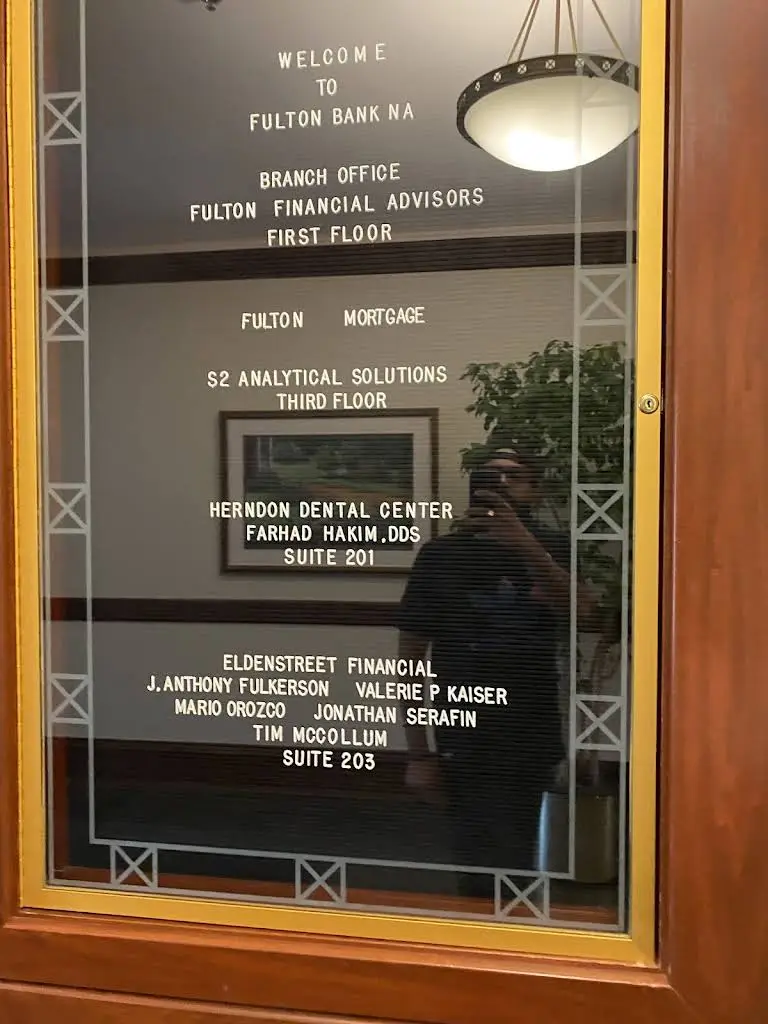 WELCOME
TO
FULTON BANK NA
BRANCH OFFICE
FULTON FINANCIAL ADVISORS
FIRST FLOOR
FULTON MORTGAGE
S2 ANALYTICAL SOLUTIONS
THIRD FLOOR
HERNDON DENTAL CENTER
FARHAD HAKIM.DDS
SUITE 201
ELDENSTREET FINANCIAL
J.ANTHONY FULKERSON VALERIE P KAISER
MARIO OROZCO JONATHAN SERAFIN
TIM MCCOLLUM
SUITE 203